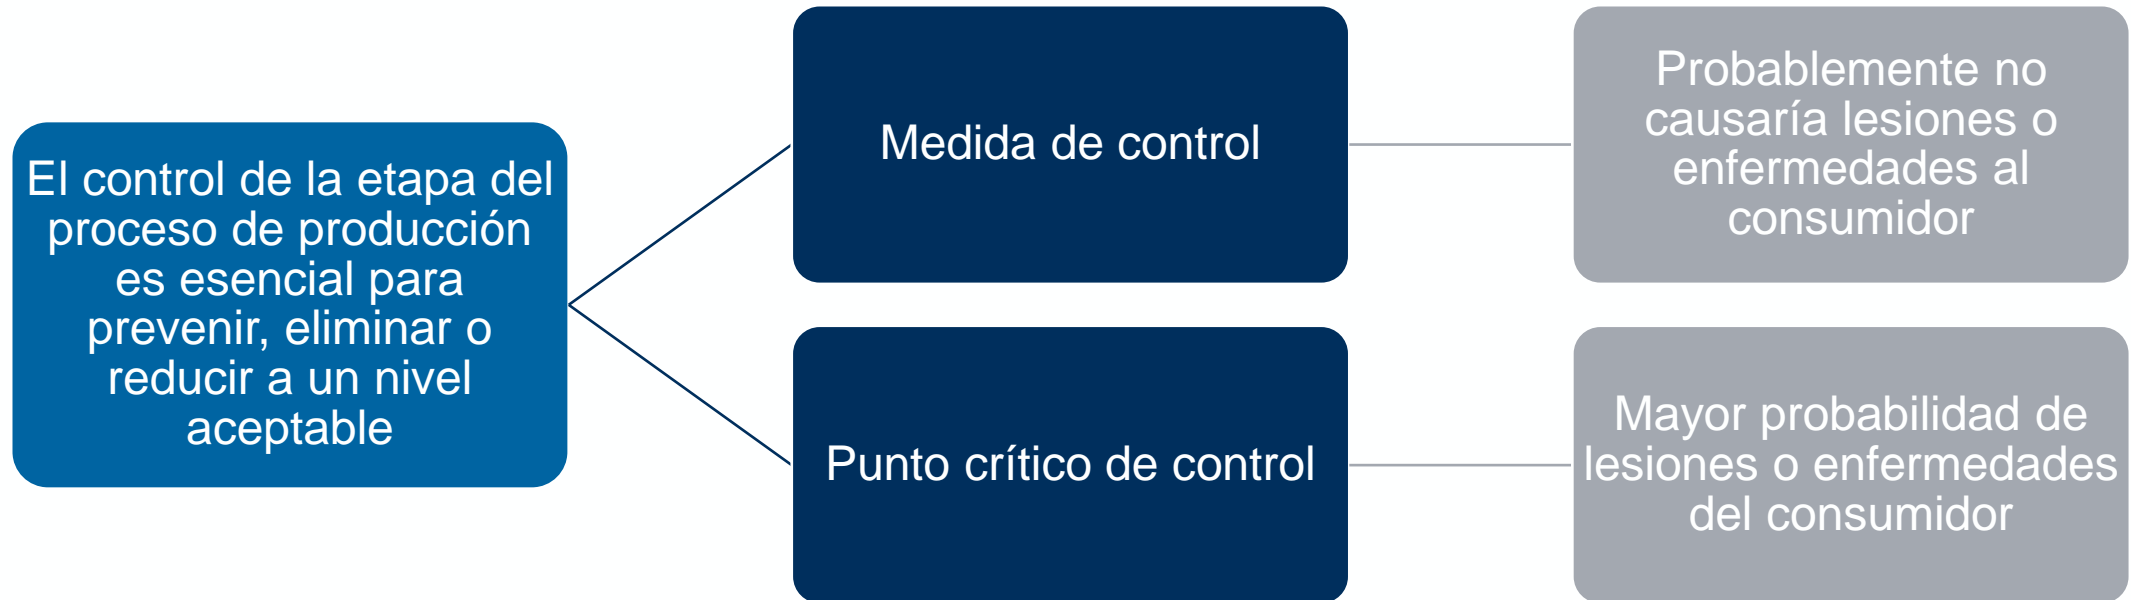 El control de la etapa del
proceso de producción
es esencial para
prevenir, eliminar o
reducir a un nivel
aceptable
Medida de control
Probablemente no
causaría lesiones o
enfermedades al
consumidor
Punto crítico de control
Mayor probabilidad de
lesiones o enfermedades
del consumidor